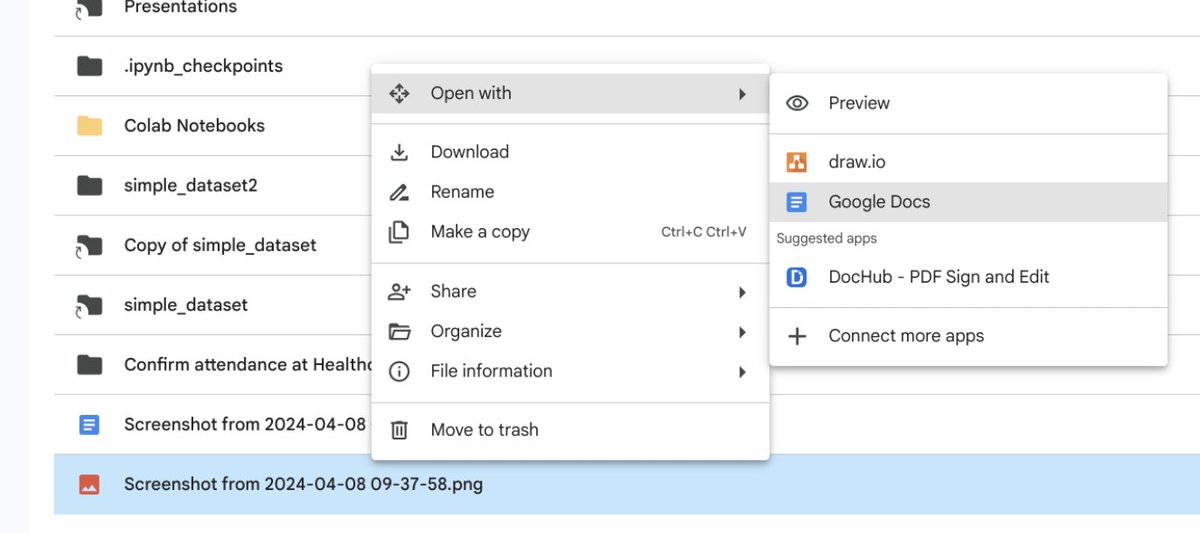 Presentations
.ipynb_checkpoints
Colab Notebooks
simple_dataset2
Copy of simple_dataset
simple_dataset
Confirm attendance at Healthc
Screenshot from 2024-04-08
Screenshot from 2024-04-08 09-37-58.png
Open with
Download
Rename
Make a copy Ctrl+C Ctrl+V
Share
Organize
File information
Move to trash
Preview
draw.io
Google Docs
Suggested apps
DocHub - PDF Sign and Edit
Connect more apps